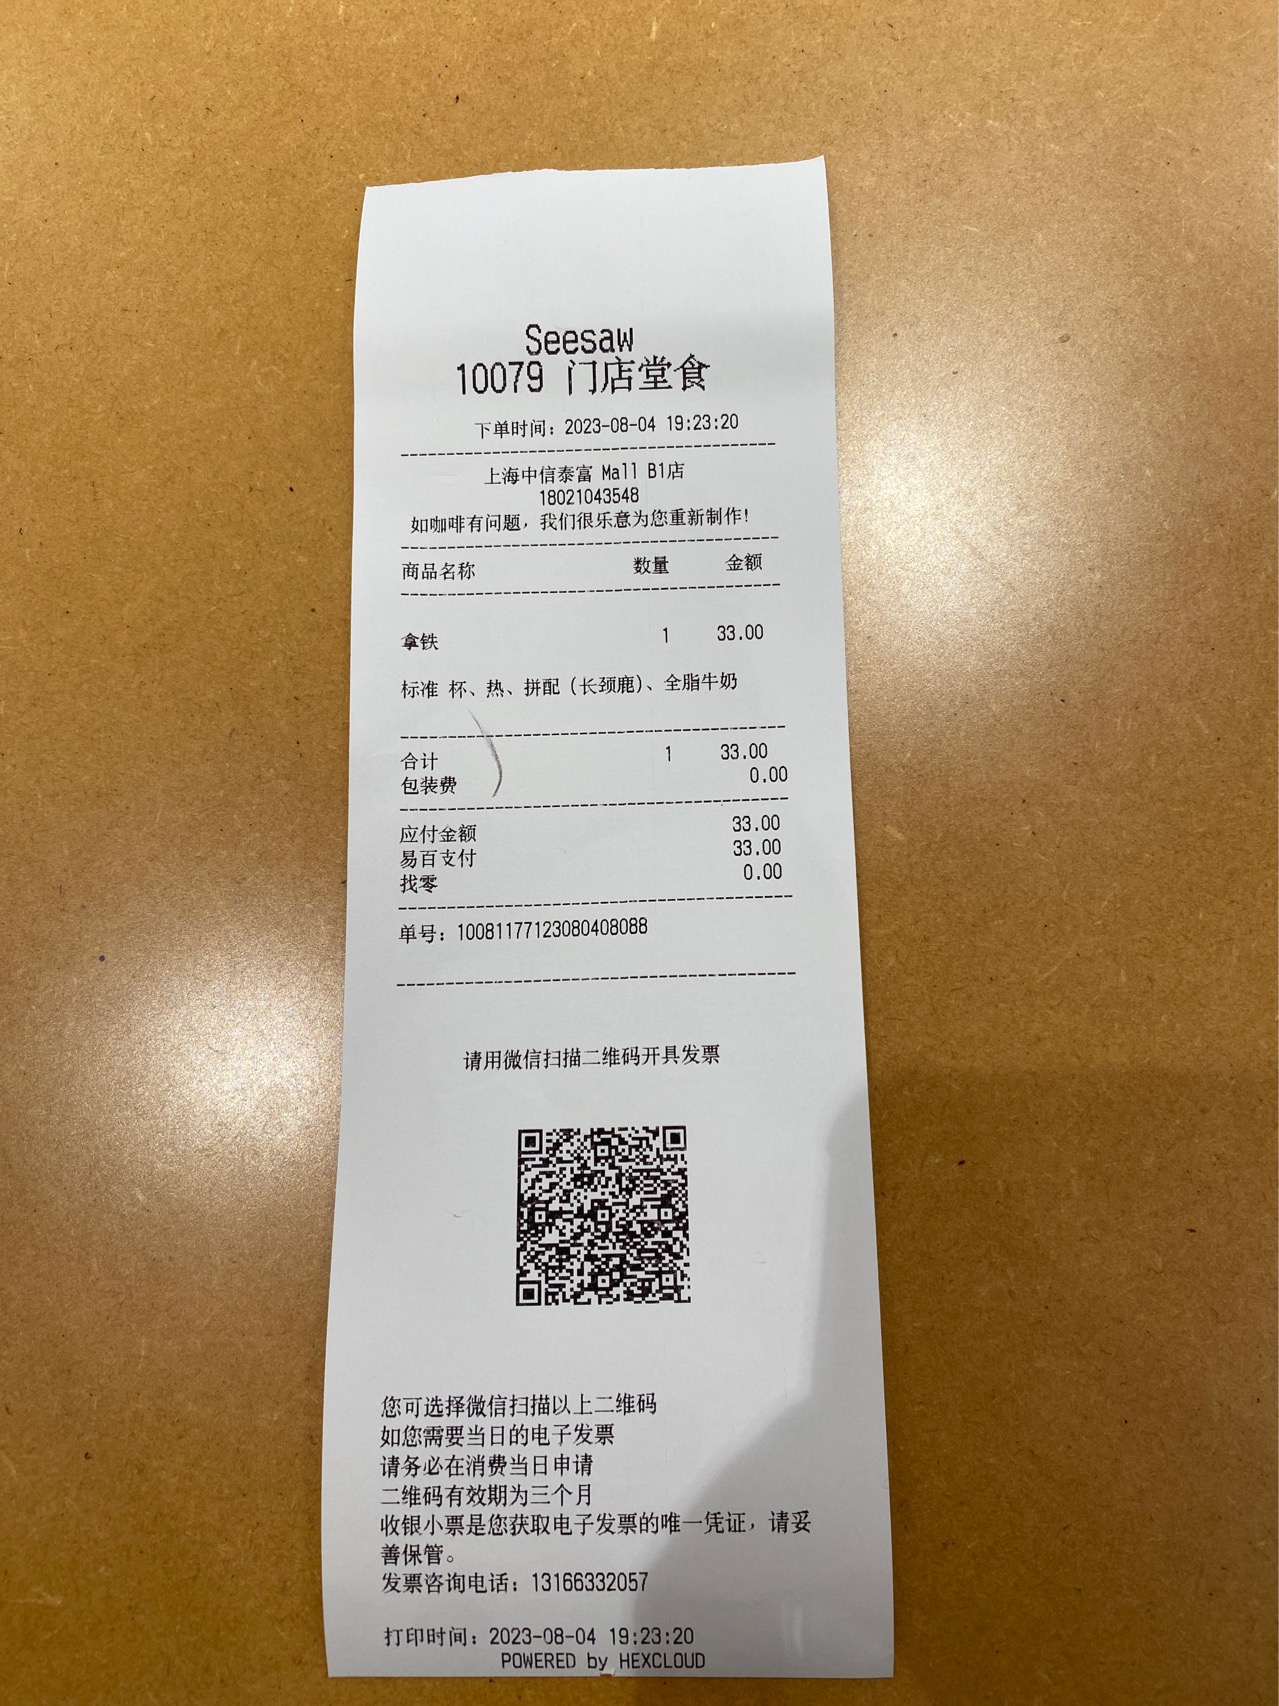 Seesaw
10079 门店堂食
下单时间：2023-08-04 19:23:20
上海中信泰富 Mall B1店
18021043548
如咖啡有问题，我们很乐意为您重新制作！
商品名称 数量 金额
拿铁 1 33.00
标准 杯、热、拼配（长颈鹿）、全脂牛奶
合计 1 33.00
包装费 0.00
应付金额 33.00
易百支付 33.00
找零 0.00
单号：10081177123080408088
请用微信扫描二维码开具发票
您可选择微信扫描以上二维码
如您需要当日的电子发票
请务必在消费当日申请
二维码有效期为三个月
收银小票是您获取电子发票的唯一凭证，请妥
善保管。
发票咨询电话：13166332057
打印时间：2023-08-04 19:23:20
POWERED by HEXCLOUD